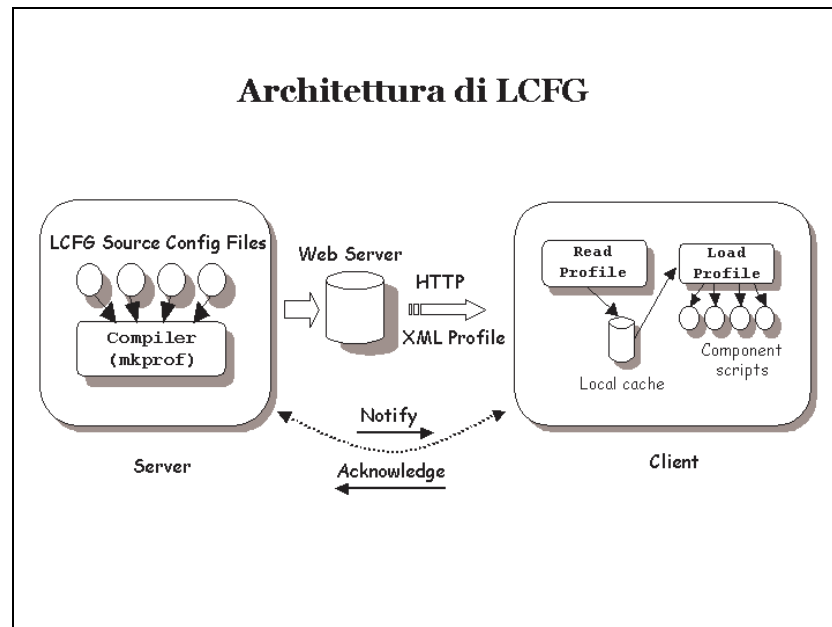 Architettura di LCFG
LCFG Source Config Files
Compiler
(mkprof)
Server
Web Server
HTTP
XML Profile
Notify
Acknowledge
Read
Profile
Local cache
Load
Profile
Component
scripts
Client